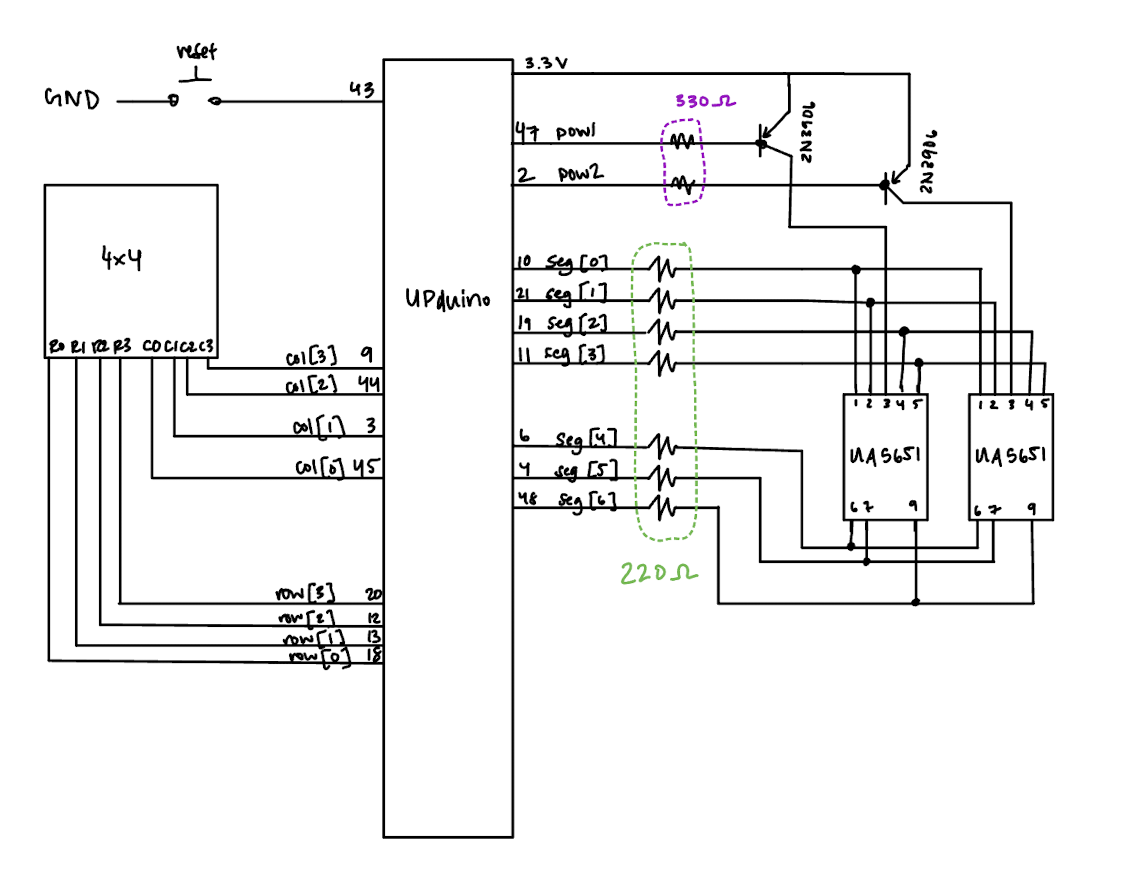 reset
GND
43
3.3V
330Ω
47 pow1
2N3906
2 pow2
2N3906
4x4
UPduino
10 seg[0]
21 seg[1]
19 seg[2]
11 seg[3]
R0 R1 R2 R3 C0 C1 C2 C3
col[3] 9
col[2] 44
col[1] 3
col[0] 45
1 2 3 4 5
1 2 3 4 5
UA5651
UA5651
6 seg[4]
4 seg[5]
48 seg[6]
6 7 9
6 7 9
220Ω
row[3] 20
row[2] 12
row[1] 13
row[0] 18